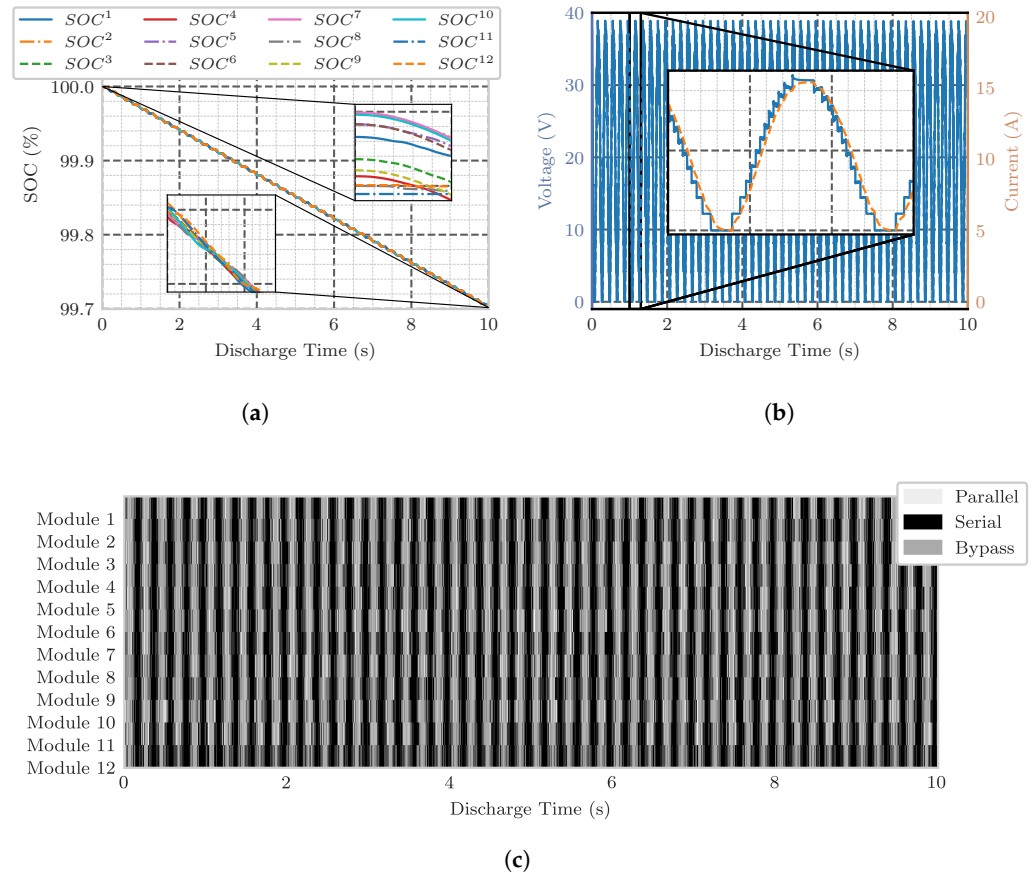 SOC¹ SOC⁴ SOC⁷ SOC¹⁰
SOC² SOC⁵ SOC⁸ SOC¹¹
SOC³ SOC⁶ SOC⁹ SOC¹²
100.0
99.9
99.8
99.7
SOC (%)
0 2 4 6 8 10
Discharge Time (s)
(a)
40
30
20
10
0
Voltage (V)
20
15
10
5
0
Current (A)
0 2 4 6 8 10
Discharge Time (s)
(b)
Parallel
Serial
Bypass
Module 1
Module 2
Module 3
Module 4
Module 5
Module 6
Module 7
Module 8
Module 9
Module 10
Module 11
Module 12
0 2 4 6 8 10
Discharge Time (s)
(c)